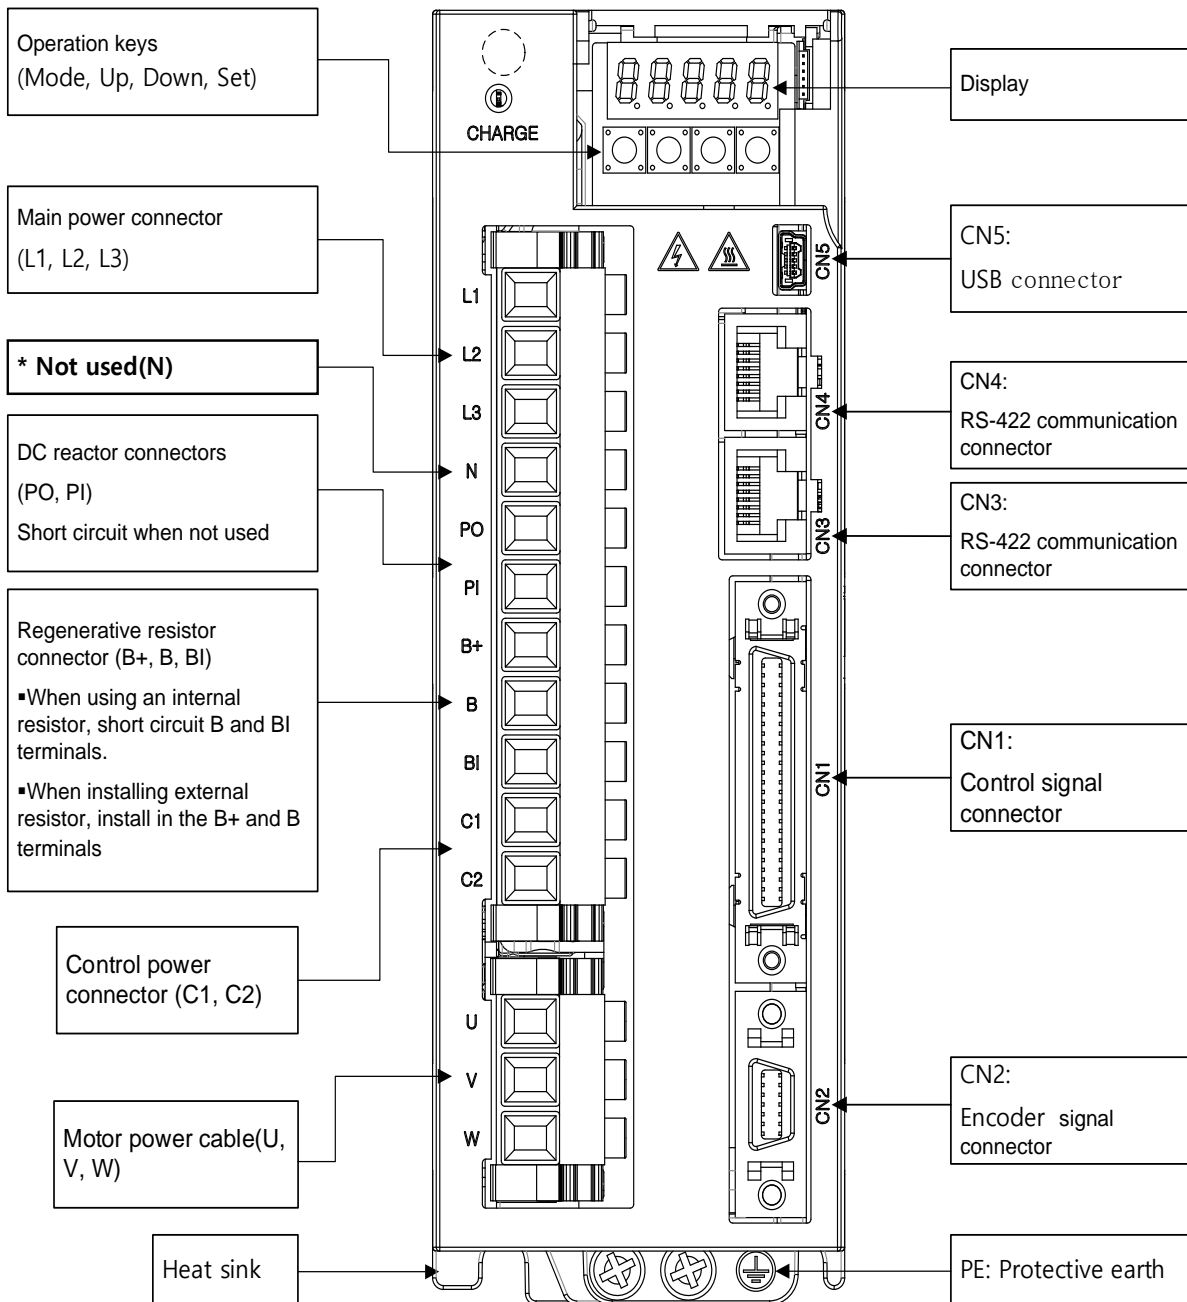 Operation keys
(Mode, Up, Down, Set)
Main power connector
(L1, L2, L3)
* Not used(N)
DC reactor connectors
(PO, PI)
Short circuit when not used
Regenerative resistor
connector (B+, B, BI)
▪When using an internal
resistor, short circuit B and BI
terminals.
▪When installing external
resistor, install in the B+ and B
terminals
Control power
connector (C1, C2)
Motor power cable(U,
V, W)
Heat sink
CHARGE
L1
L2
L3
N
PO
PI
B+
B
BI
C1
C2
U
V
W
CN5
CN4
CN3
CN1
CN2
Display
CN5:
USB connector
CN4:
RS-422 communication
connector
CN3:
RS-422 communication
connector
CN1:
Control signal
connector
CN2:
Encoder signal
connector
PE: Protective earth